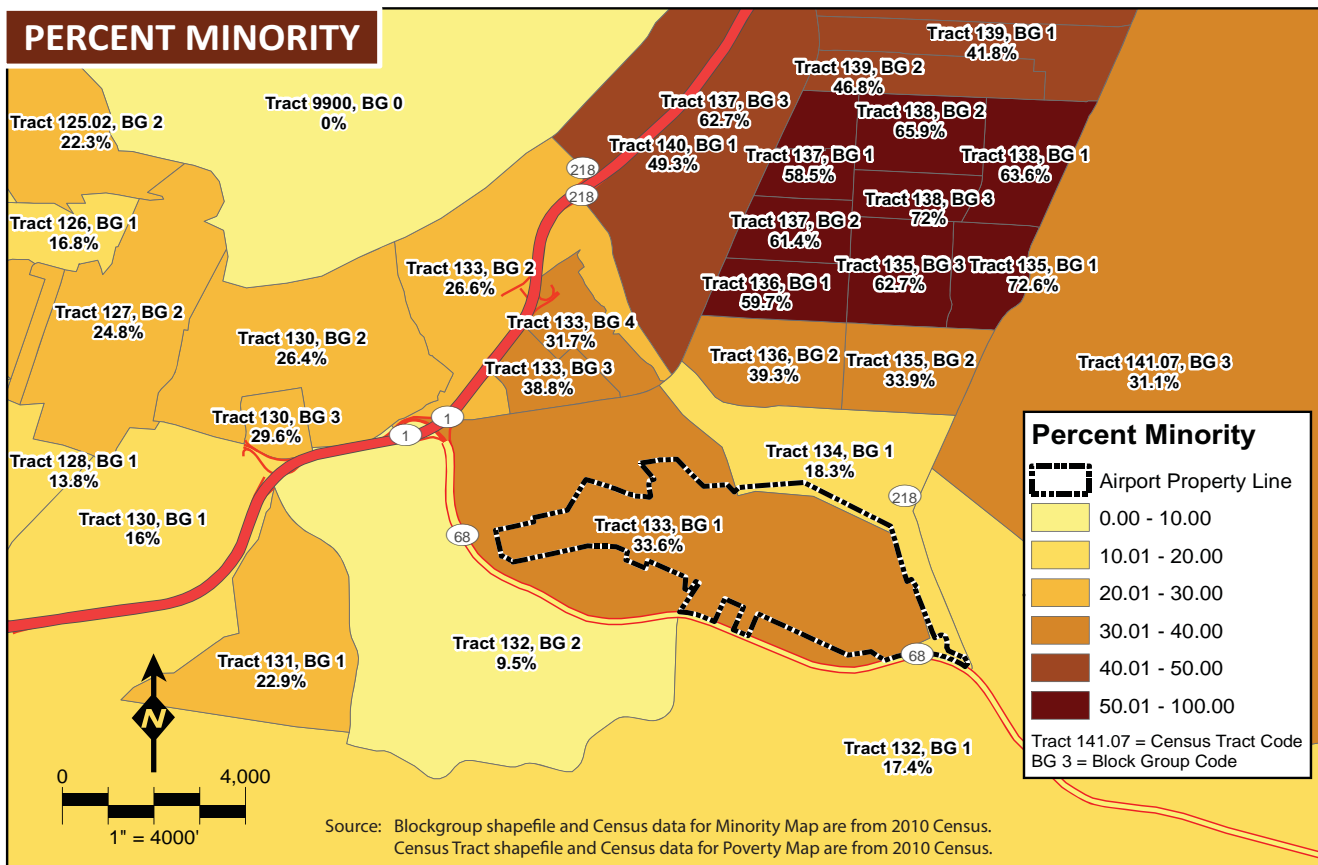 PERCENT MINORITY
Tract 9900, BG 0
0%
Tract 125.02, BG 2
22.3%
Tract 126, BG 1
16.8%
Tract 127, BG 2
24.8%
Tract 130, BG 2
26.4%
Tract 130, BG 3
29.6%
Tract 128, BG 1
13.8%
Tract 130, BG 1
16%
Tract 131, BG 1
22.9%
Tract 132, BG 2
9.5%
Tract 132, BG 1
17.4%
Tract 133, BG 2
26.6%
Tract 133, BG 4
31.7%
Tract 133, BG 3
38.8%
Tract 133, BG 1
33.6%
Tract 134, BG 1
18.3%
Tract 139, BG 1
41.8%
Tract 139, BG 2
46.8%
Tract 137, BG 3
62.7%
Tract 140, BG 1
49.3%
Tract 138, BG 2
65.9%
Tract 137, BG 1
58.5%
Tract 138, BG 1
63.6%
Tract 138, BG 3
72%
Tract 137, BG 2
61.4%
Tract 136, BG 1
59.7%
Tract 135, BG 3
62.7%
Tract 135, BG 1
72.6%
Tract 136, BG 2
39.3%
Tract 135, BG 2
33.9%
Tract 141.07, BG 3
31.1%
218
218
1
1
68
218
68
Percent Minority
Airport Property Line
0.00 - 10.00
10.01 - 20.00
20.01 - 30.00
30.01 - 40.00
40.01 - 50.00
50.01 - 100.00
Tract 141.07 = Census Tract Code
BG 3 = Block Group Code
N
0 4,000
1" = 4000'
Source: Blockgroup shapefile and Census data for Minority Map are from 2010 Census.
Census Tract shapefile and Census data for Poverty Map are from 2010 Census.